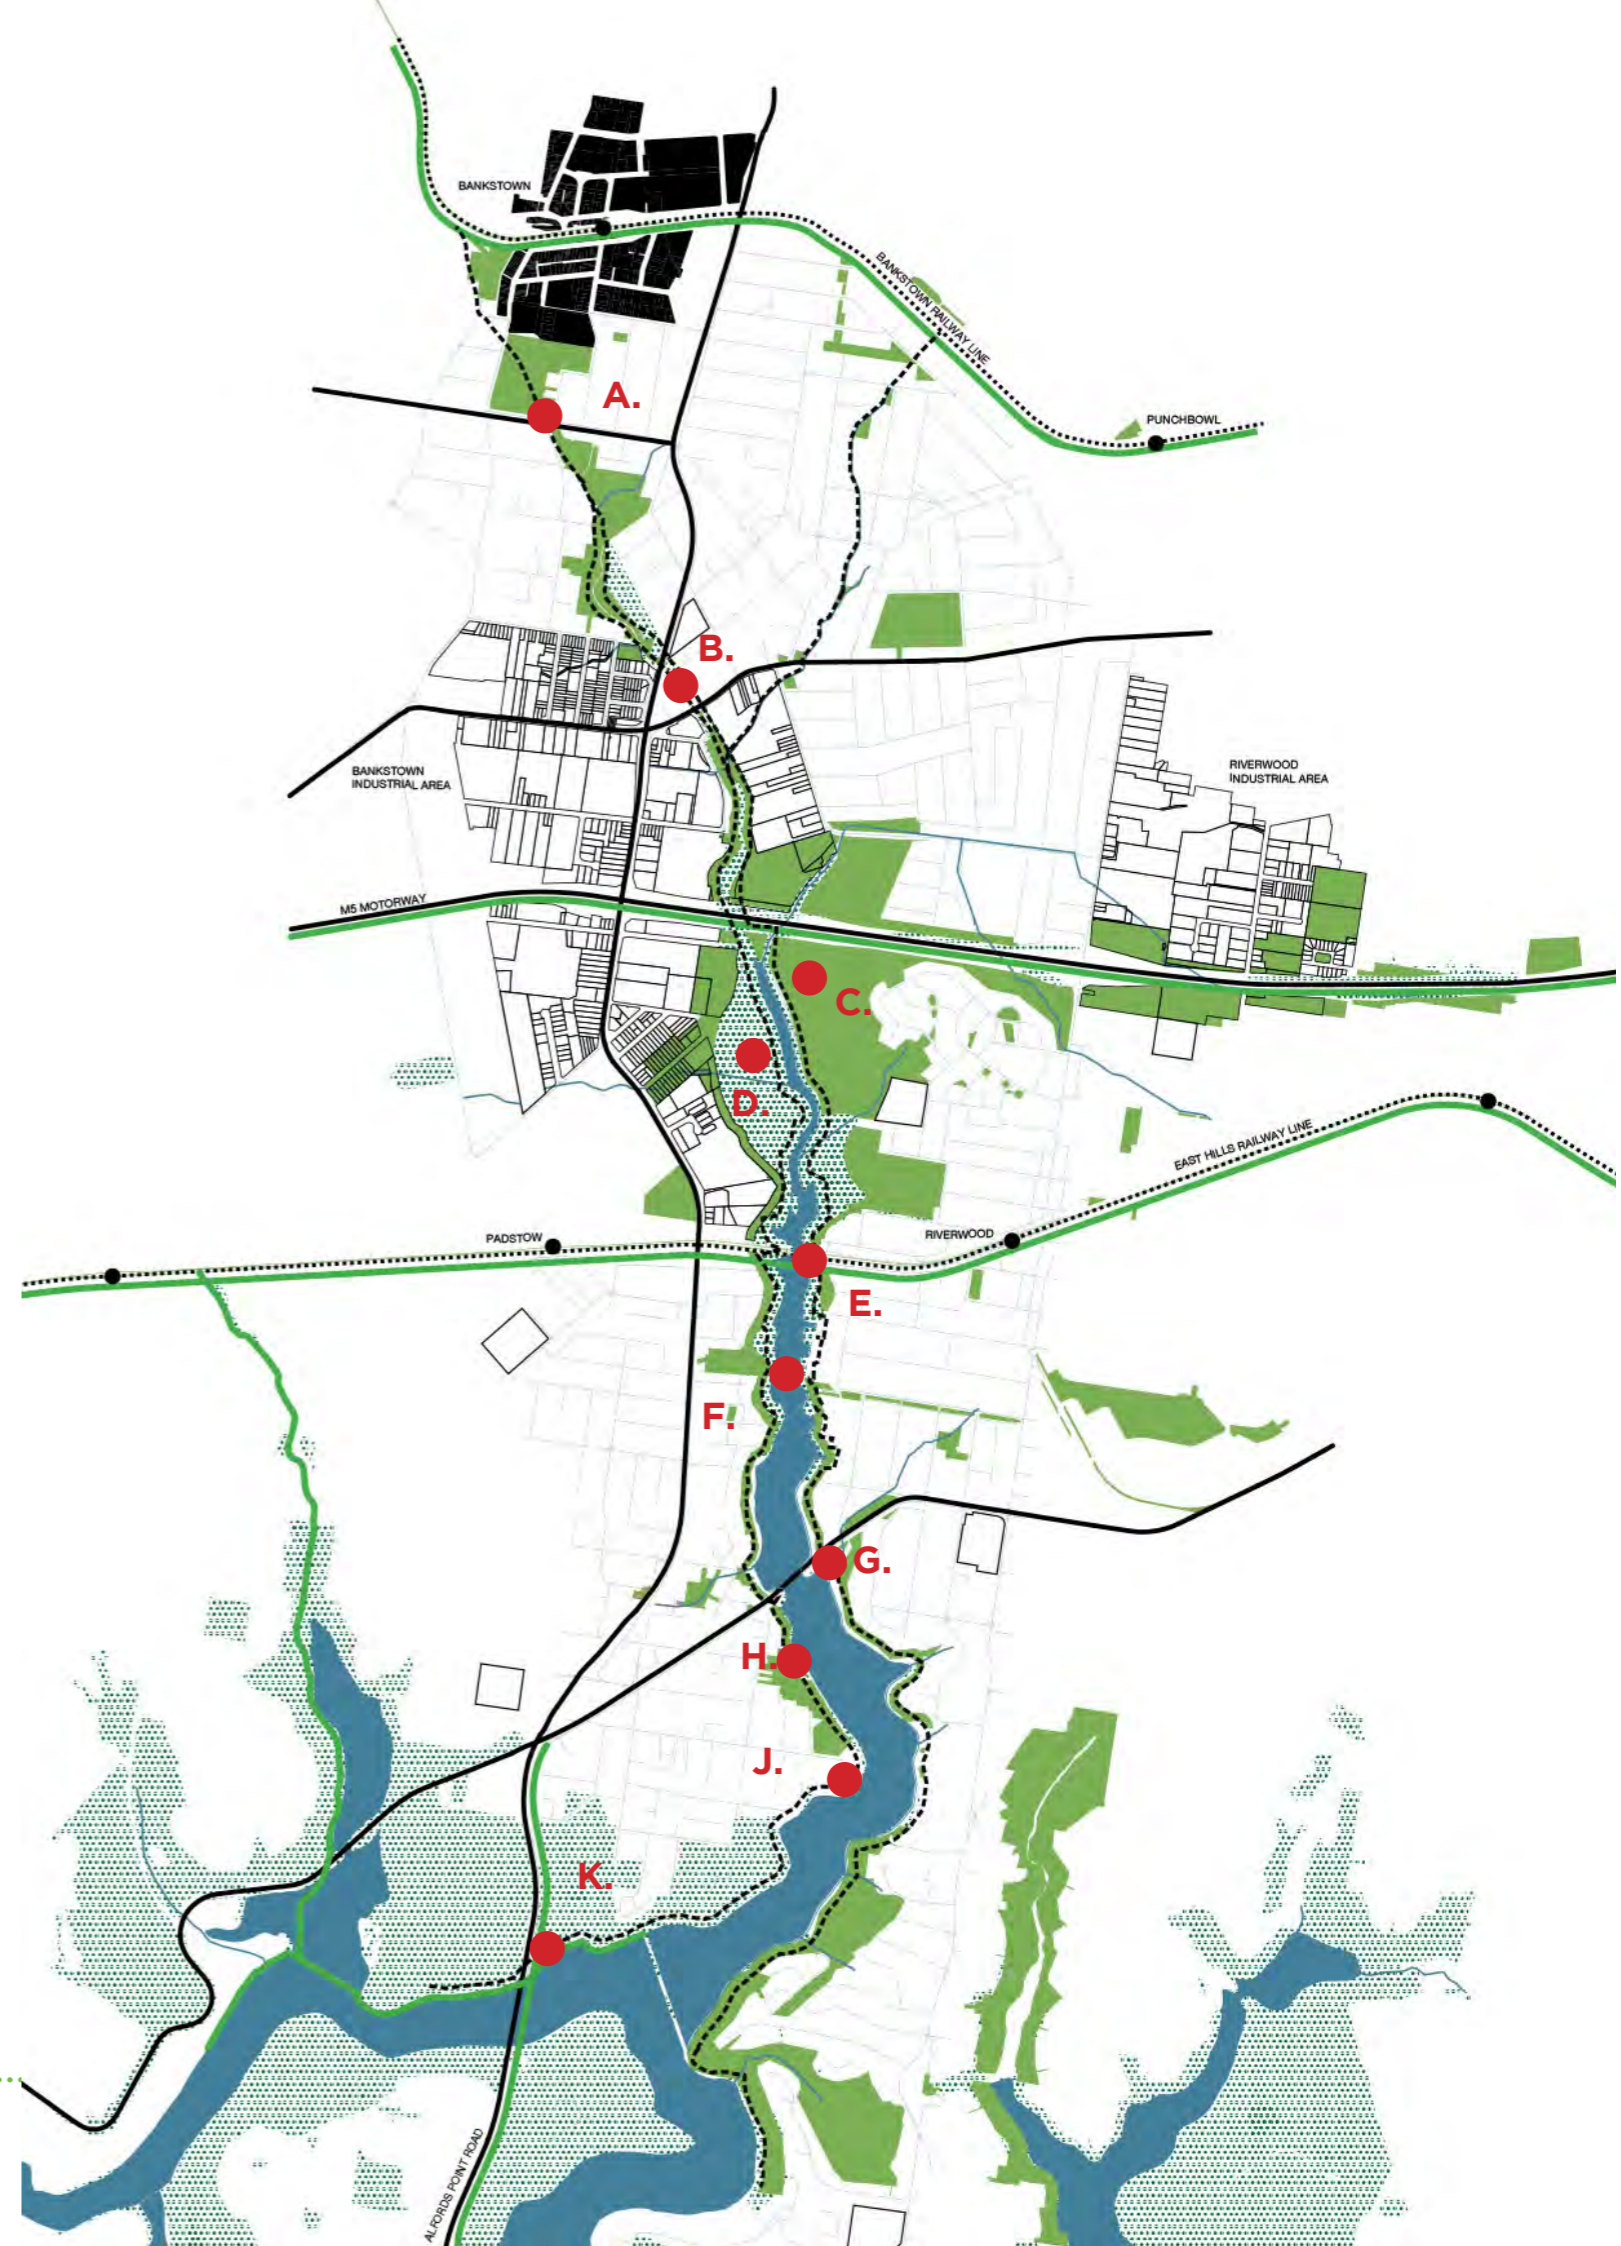 BANKSTOWN
BANKSTOWN RAILWAY LINE
A.
PUNCHBOWL
B.
BANKSTOWN
INDUSTRIAL AREA
RIVERWOOD
INDUSTRIAL AREA
M5 MOTORWAY
C.
D.
EAST HILLS RAILWAY LINE
PADSTOW
RIVERWOOD
E.
F.
G.
H.
J.
K.
ALFORDS POINT ROAD